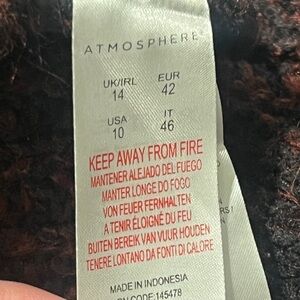 ATMOSPHERE
UK/IRL EUR
14 42
USA IT
10 46
KEEP AWAY FROM FIRE
MANTENER ALEJADO DEL FUEGO
MANTER LONGE DO FOGO
VON FEUER FERNHALTEN
A TENIR ÉLOIGNÉ DU FEU
BUITEN BEREIK VAN VUUR HOUDEN
TENERE LONTANO DA FONTI DI CALORE
MADE IN INDONESIA
CODE: 145478